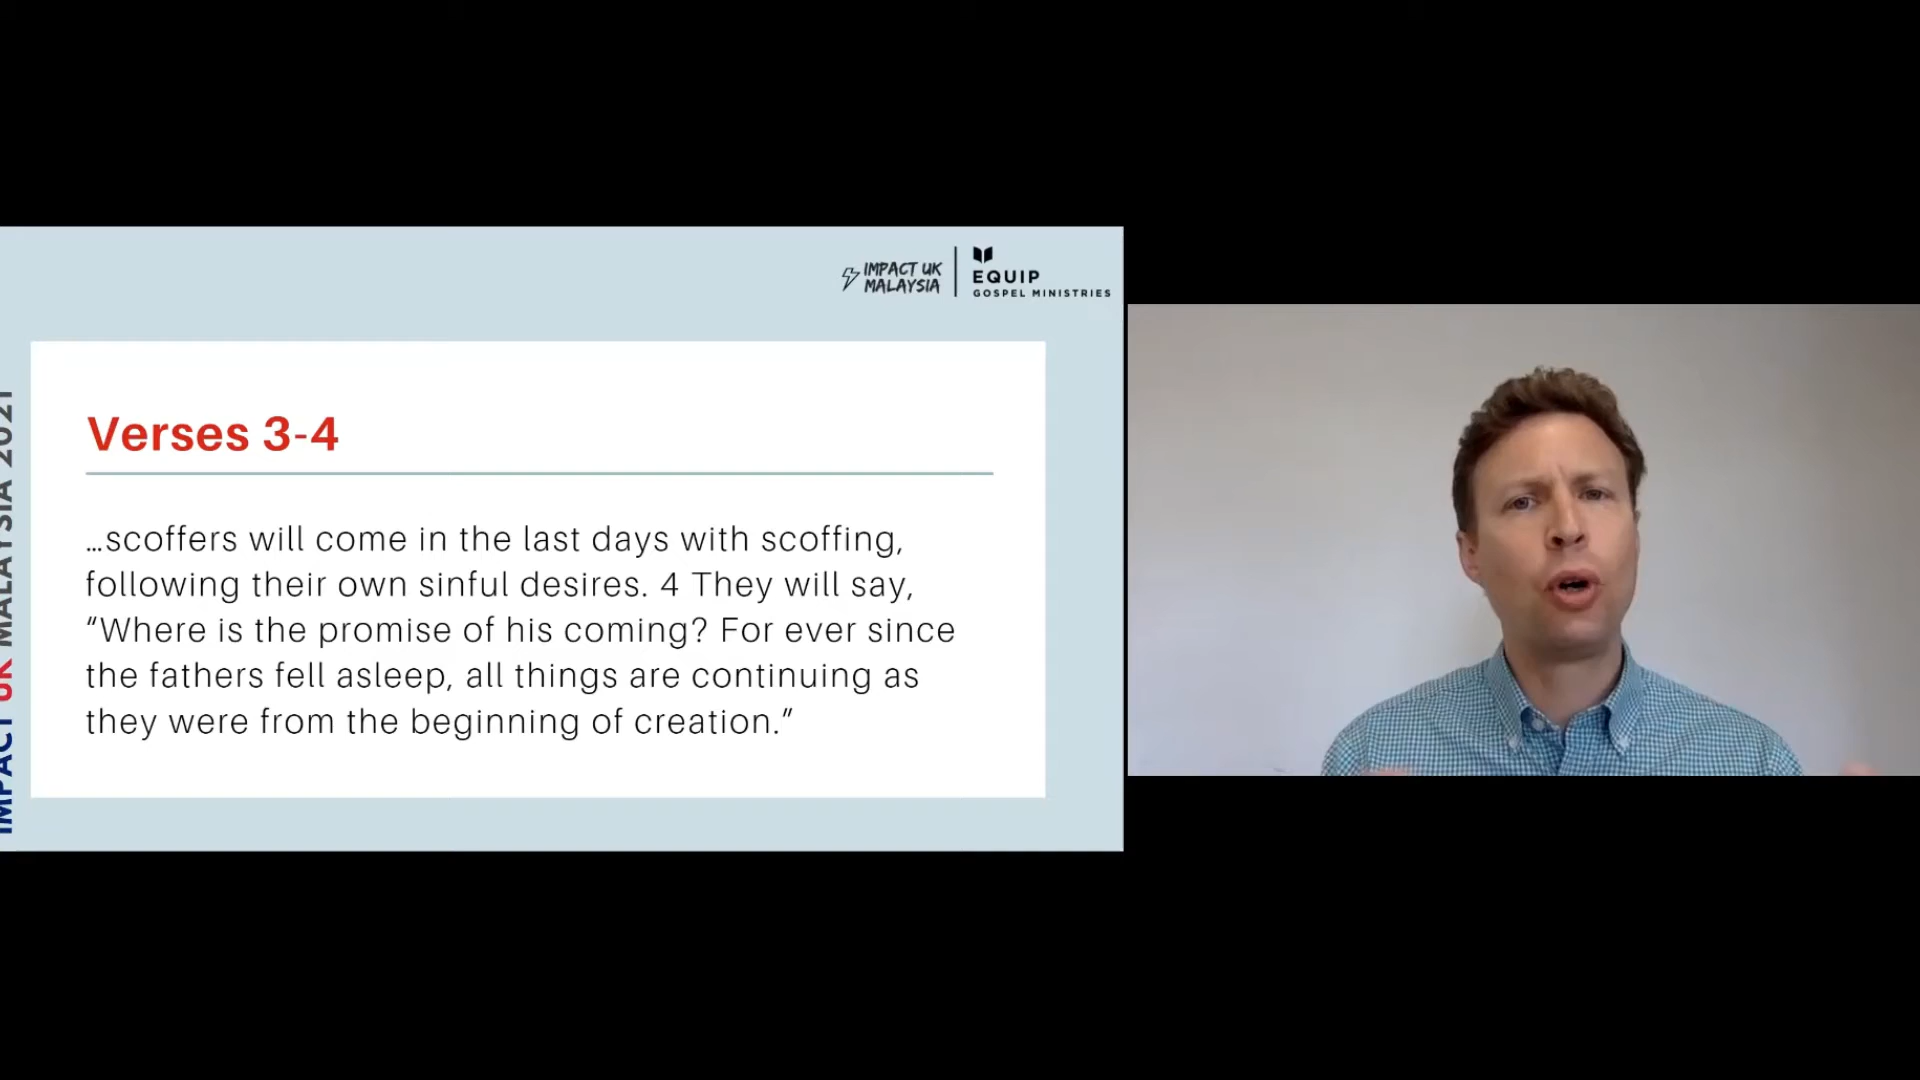 IMPACT UK
MALAYSIA
EQUIP
GOSPEL MINISTRIES
IMPACT UK MALAYSIA 2021
Verses 3-4
…scoffers will come in the last days with scoffing,
following their own sinful desires. 4 They will say,
“Where is the promise of his coming? For ever since
the fathers fell asleep, all things are continuing as
they were from the beginning of creation.”